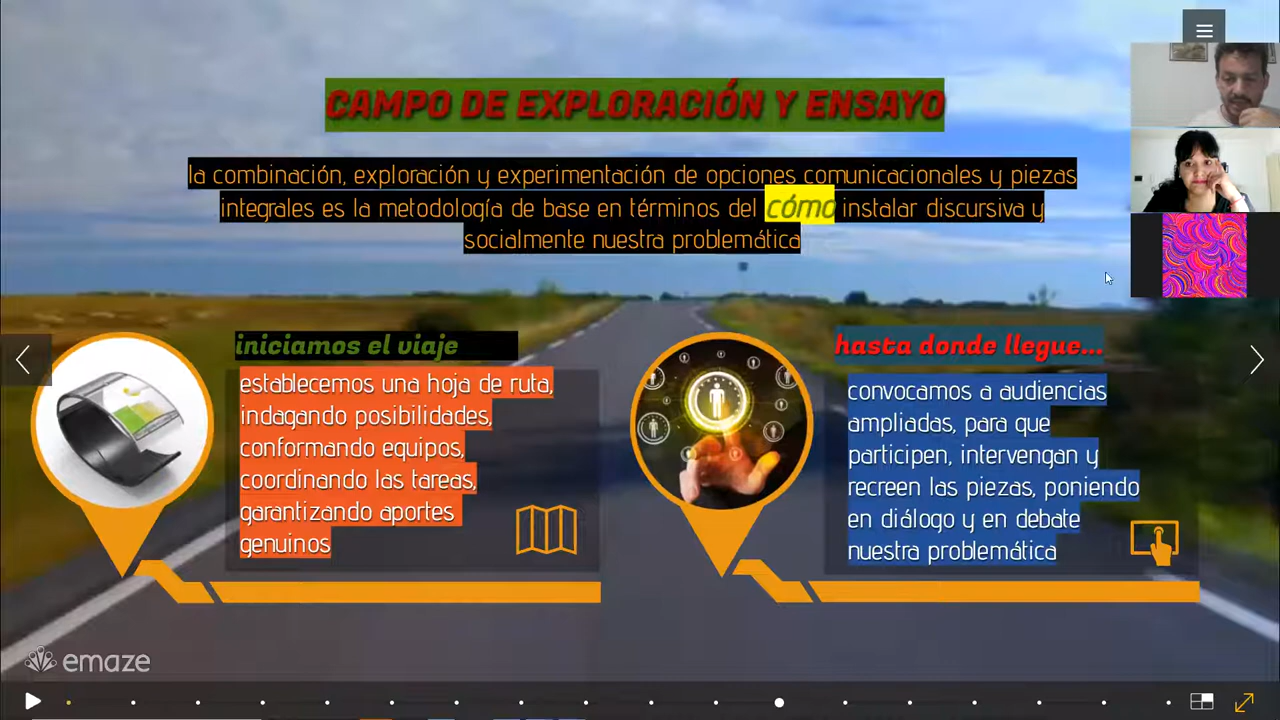 CAMPO DE EXPLORACIÓN Y ENSAYO
la combinación, exploración y experimentación de opciones comunicacionales y piezas
integrales es la metodología de base en términos del cómo instalar discursiva y
socialmente nuestra problemática
iniciamos el viaje
establecemos una hoja de ruta,
indagando posibilidades,
conformando equipos,
coordinando las tareas,
garantizando aportes
genuinos
hasta donde llegue...
convocamos a audiencias
ampliadas, para que
participen, intervengan y
recreen las piezas, poniendo
en diálogo y en debate
nuestra problemática
emaze